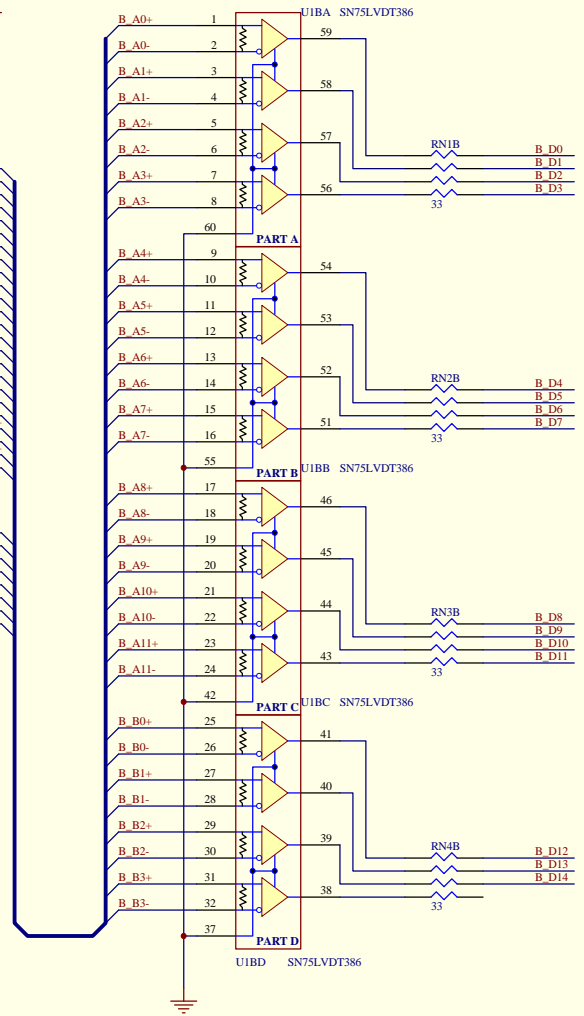 U1BA SN75LVDT386
B_A0+ 1 59
B_A0- 2
B_A1+ 3 58
B_A1- 4
B_A2+ 5 57 RN1B B_D0
B_A2- 6 B_D1
B_A3+ 7 56 B_D2
B_A3- 8 33 B_D3
60
PART A
B_A4+ 9 54
B_A4- 10
B_A5+ 11 53
B_A5- 12
B_A6+ 13 52 RN2B B_D4
B_A6- 14 B_D5
B_A7+ 15 51 B_D6
B_A7- 16 33 B_D7
55
PART B U1BB SN75LVDT386
B_A8+ 17 46
B_A8- 18
B_A9+ 19 45
B_A9- 20
B_A10+ 21 44 RN3B B_D8
B_A10- 22 B_D9
B_A11+ 23 43 B_D10
B_A11- 24 33 B_D11
42
PART C U1BC SN75LVDT386
B_B0+ 25 41
B_B0- 26
B_B1+ 27 40
B_B1- 28
B_B2+ 29 39 RN4B B_D12
B_B2- 30 B_D13
B_B3+ 31 38 B_D14
B_B3- 32 33
37
PART D
U1BD SN75LVDT386